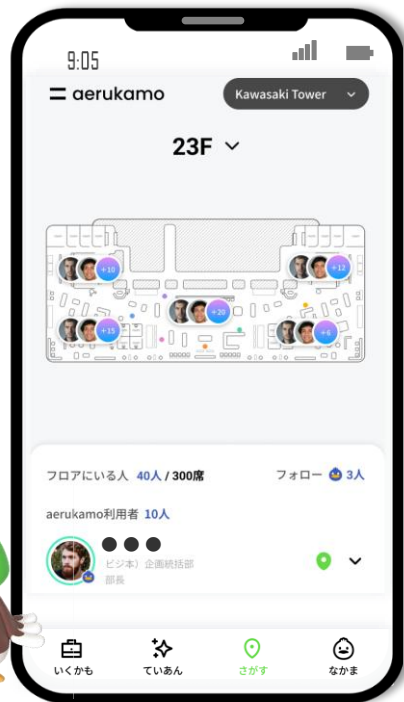 9:05
aerukamo
Kawasaki Tower
23F
+10
+12
+20
+15
+6
フロアにいる人 40人 / 300席
フォロー 3人
aerukamo利用者 10人
ビジ本）企画統括部
部長
いくかも
ていあん
さがす
なかま